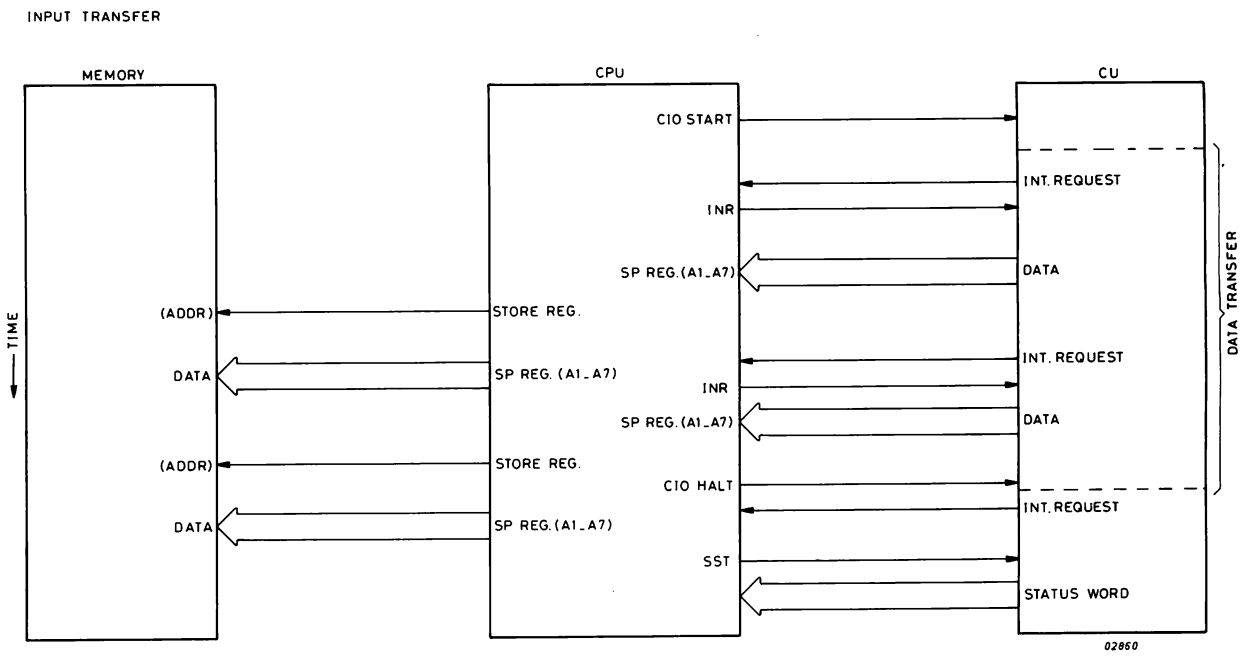 INPUT TRANSFER
MEMORY
CPU
CU
CIO START
INT. REQUEST
INR
SP REG.(A1_A7)
DATA
(ADDR)
STORE REG.
INT. REQUEST
DATA
SP REG. (A1_A7)
INR
SP REG.(A1_A7)
DATA
(ADDR)
STORE REG.
CIO HALT
INT. REQUEST
DATA
SP REG.(A1_A7)
SST
STATUS WORD
TIME
DATA TRANSFER
02860